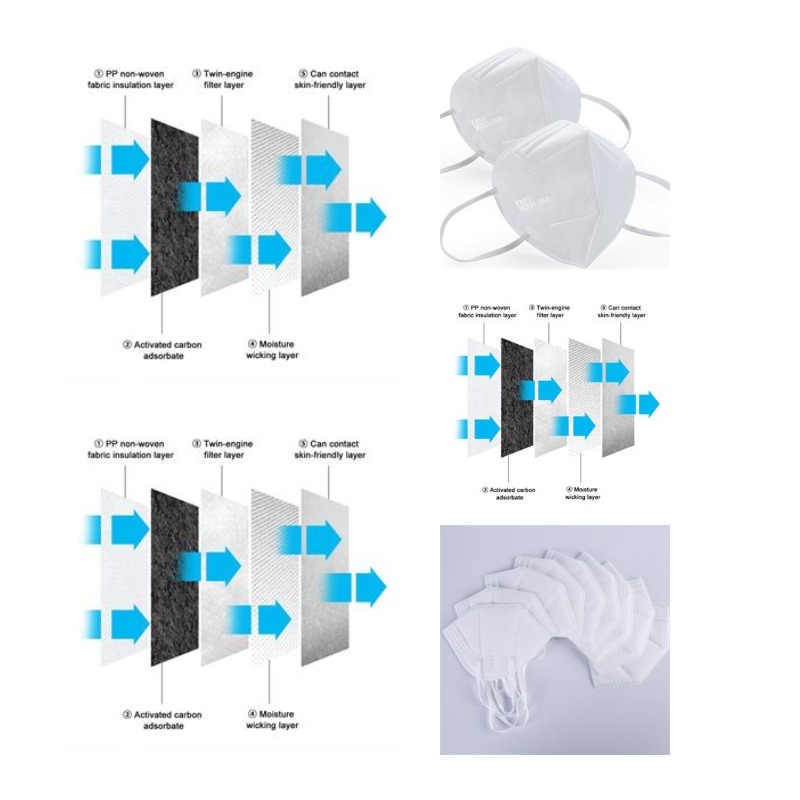 ① PP non-woven
fabric insulation layer
③ Twin-engine
filter layer
⑤ Can contact
skin-friendly layer
② Activated carbon
adsorbate
④ Moisture
wicking layer
KN95
① PP non-woven
fabric insulation layer
③ Twin-engine
filter layer
⑤ Can contact
skin-friendly layer
② Activated carbon
adsorbate
④ Moisture
wicking layer
① PP non-woven
fabric insulation layer
③ Twin-engine
filter layer
⑤ Can contact
skin-friendly layer
② Activated carbon
adsorbate
④ Moisture
wicking layer